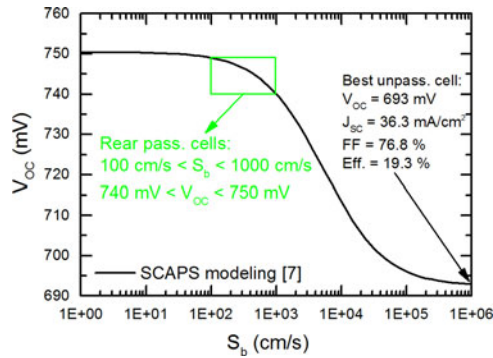 760
750
740
730
720
710
700
690
V_OC (mV)
Best unpass. cell:
V_OC = 693 mV
J_SC = 36.3 mA/cm²
FF = 76.8 %
Eff. = 19.3 %
Rear pass. cells:
100 cm/s < S_b < 1000 cm/s
740 mV < V_OC < 750 mV
SCAPS modeling [7]
1E+00 1E+01 1E+02 1E+03 1E+04 1E+05 1E+06
S_b (cm/s)